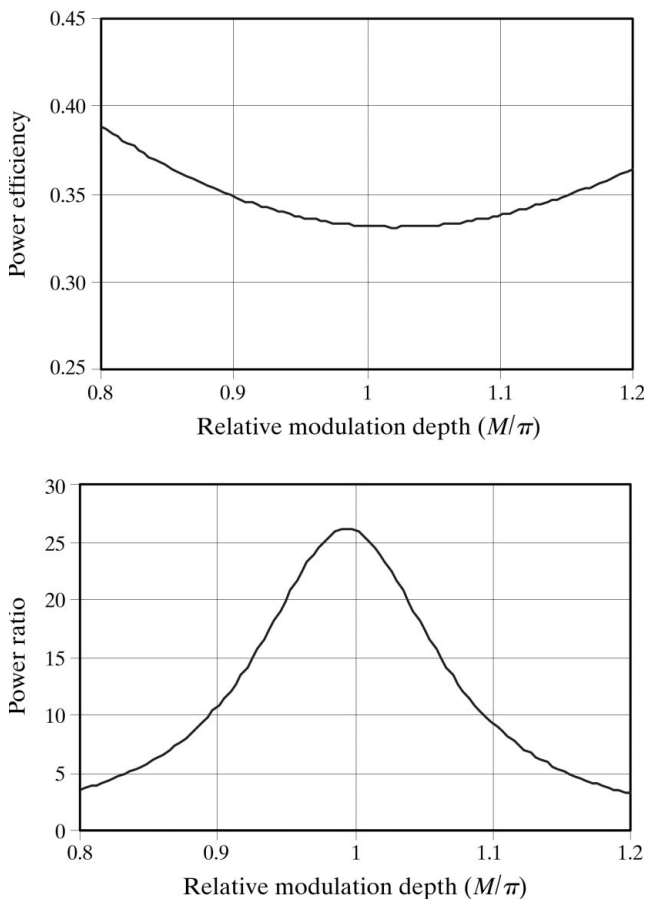 0.45
0.40
0.35
0.30
0.25
Power efficiency
0.8 0.9 1 1.1 1.2
Relative modulation depth (M/π)
30
25
20
15
10
5
0
Power ratio
0.8 0.9 1 1.1 1.2
Relative modulation depth (M/π)